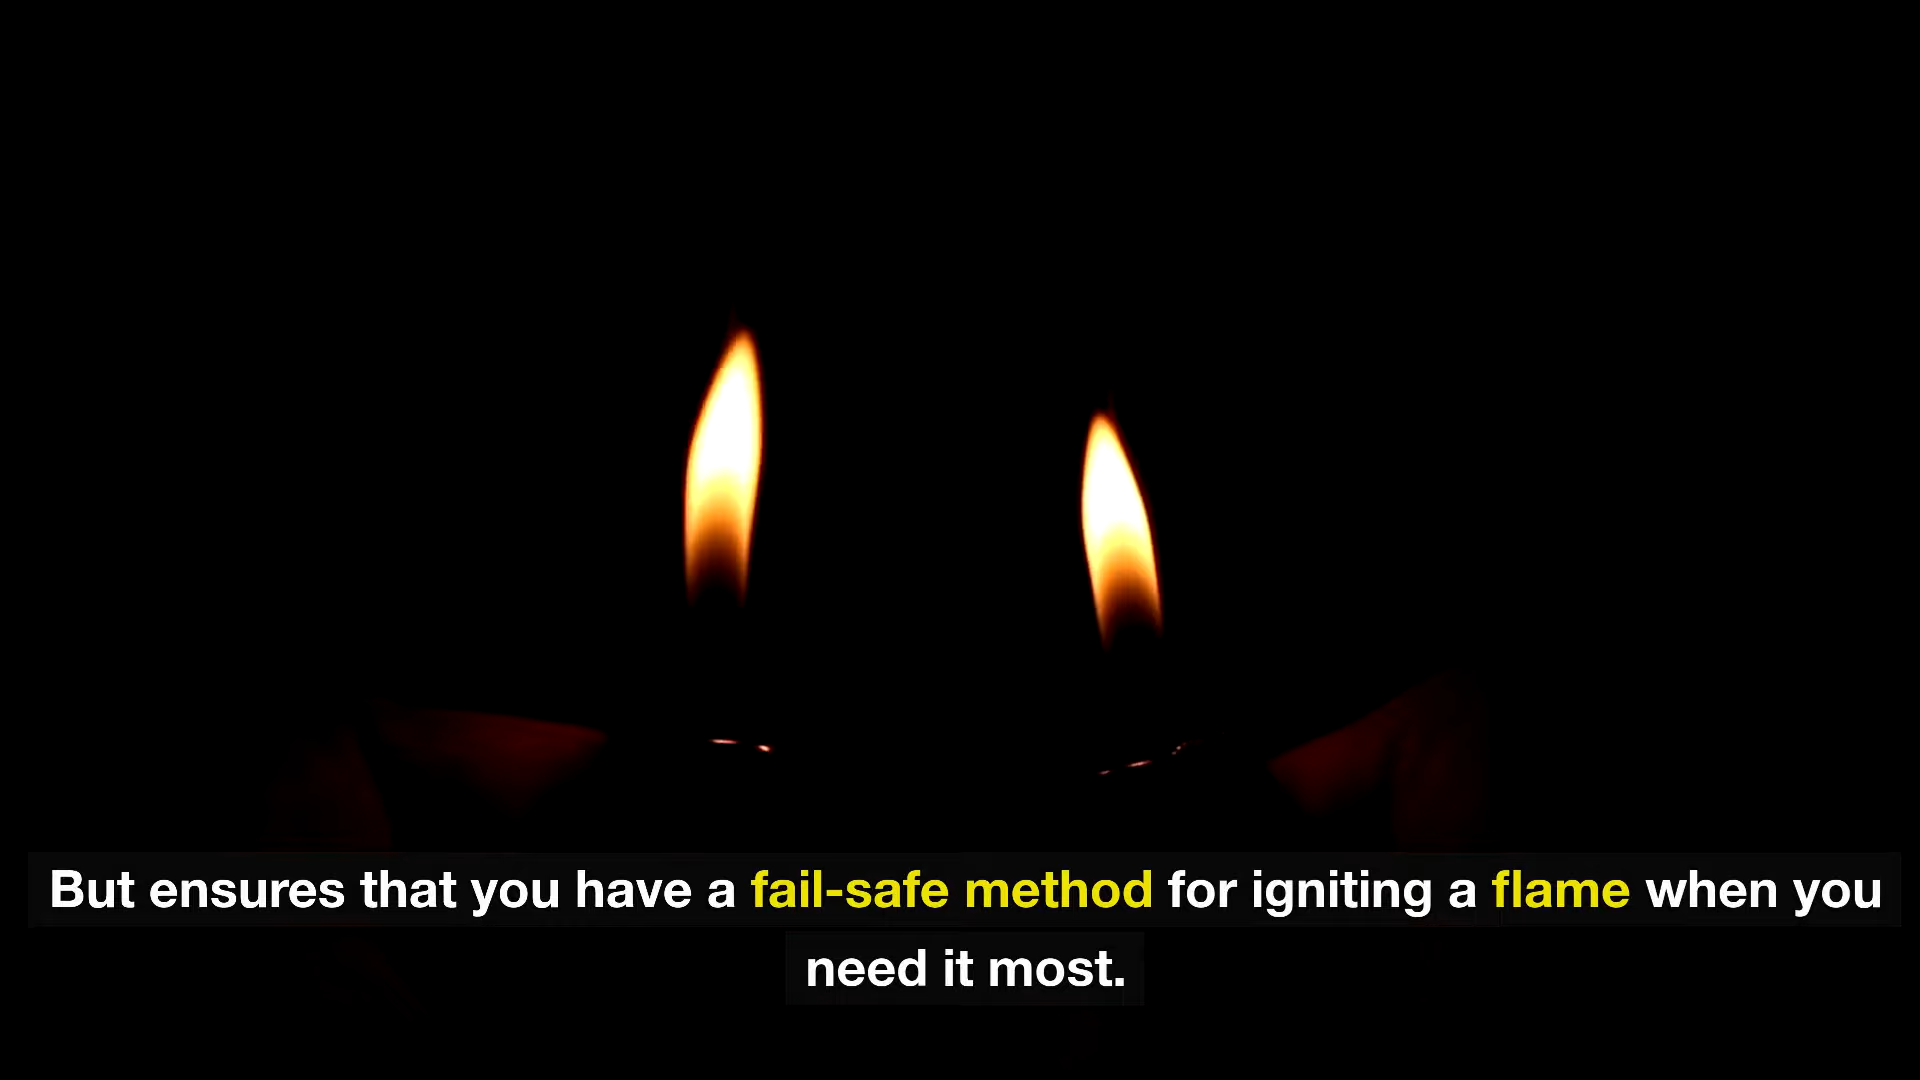 But ensures that you have a fail-safe method for igniting a flame when you
need it most.